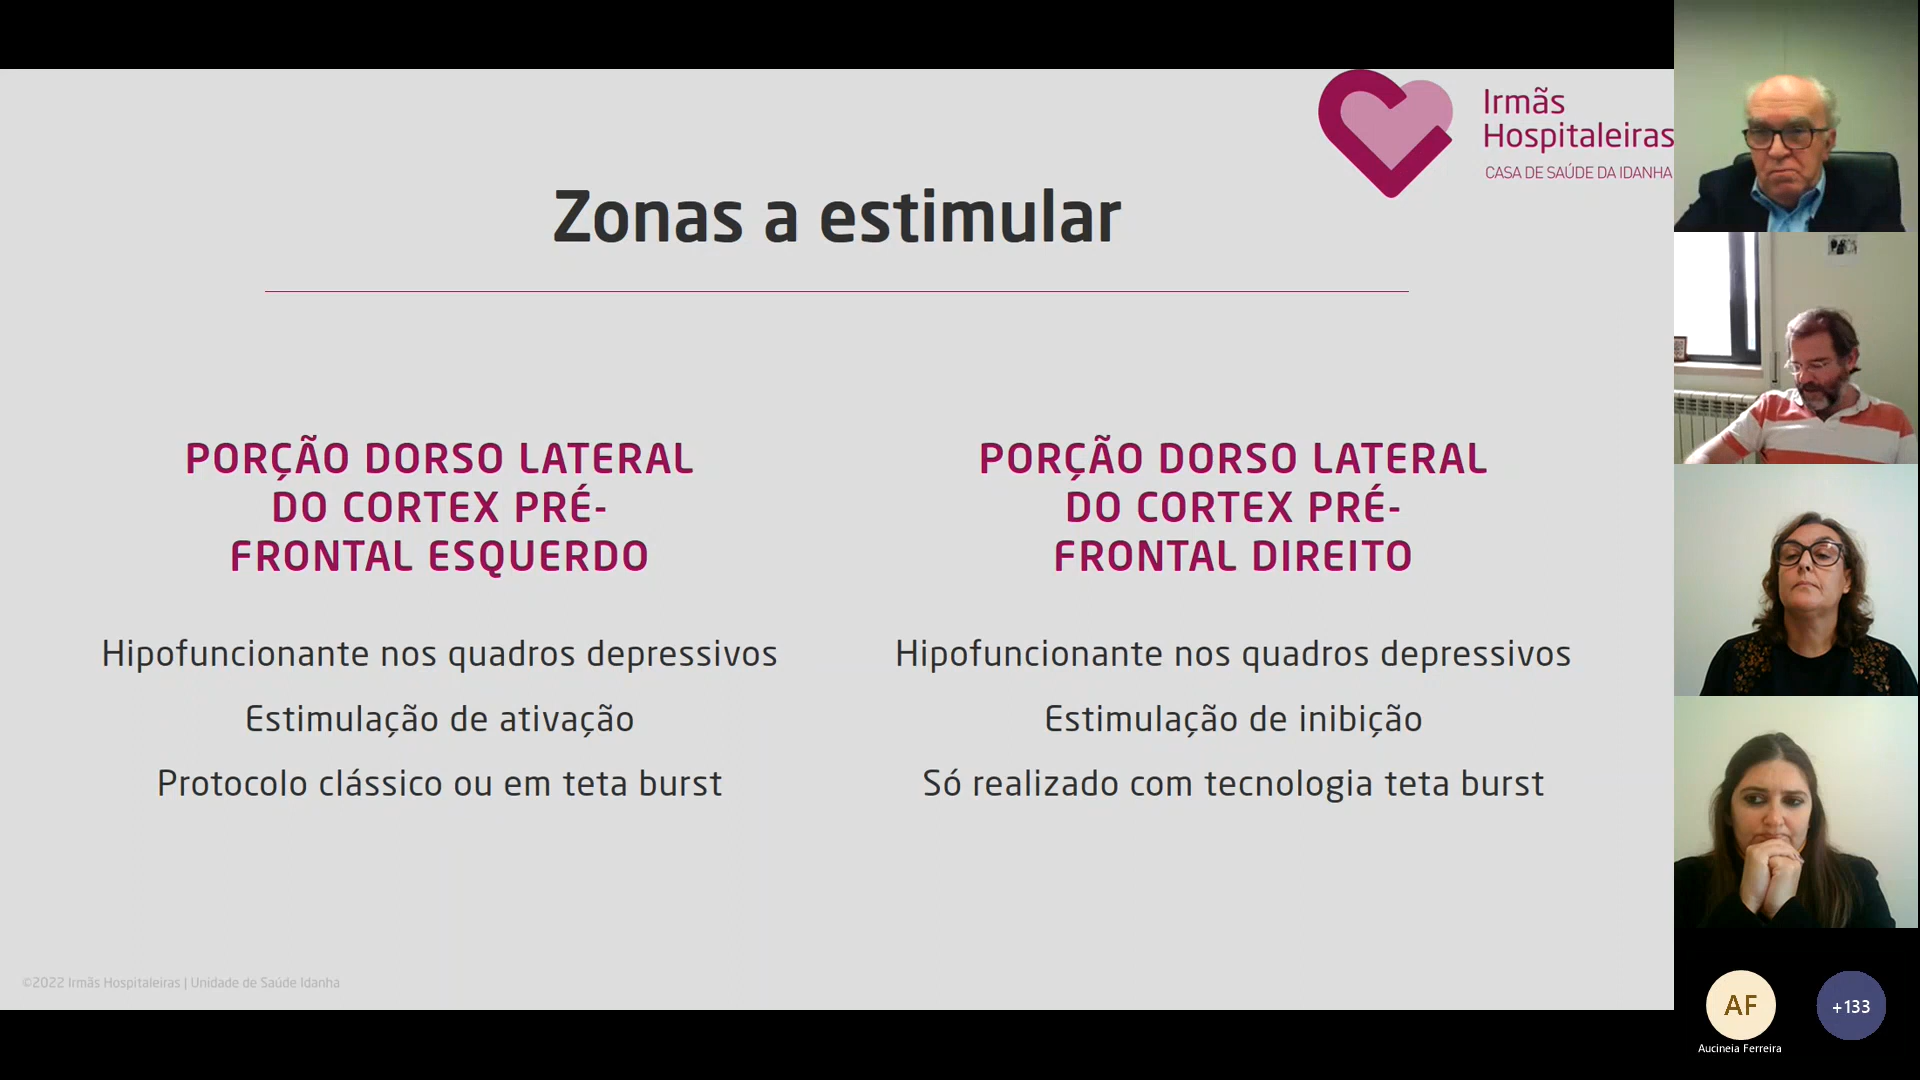 Irmãs
Hospitaleiras
CASA DE SAÚDE DA IDANHA
Zonas a estimular
PORÇÃO DORSO LATERAL
DO CORTEX PRÉ-
FRONTAL ESQUERDO
Hipofuncionante nos quadros depressivos
Estimulação de ativação
Protocolo clássico ou em teta burst
PORÇÃO DORSO LATERAL
DO CORTEX PRÉ-
FRONTAL DIREITO
Hipofuncionante nos quadros depressivos
Estimulação de inibição
Só realizado com tecnologia teta burst
©2022 Irmãs Hospitaleiras | Unidade de Saúde Idanha
AF
Aucineia Ferreira
+133